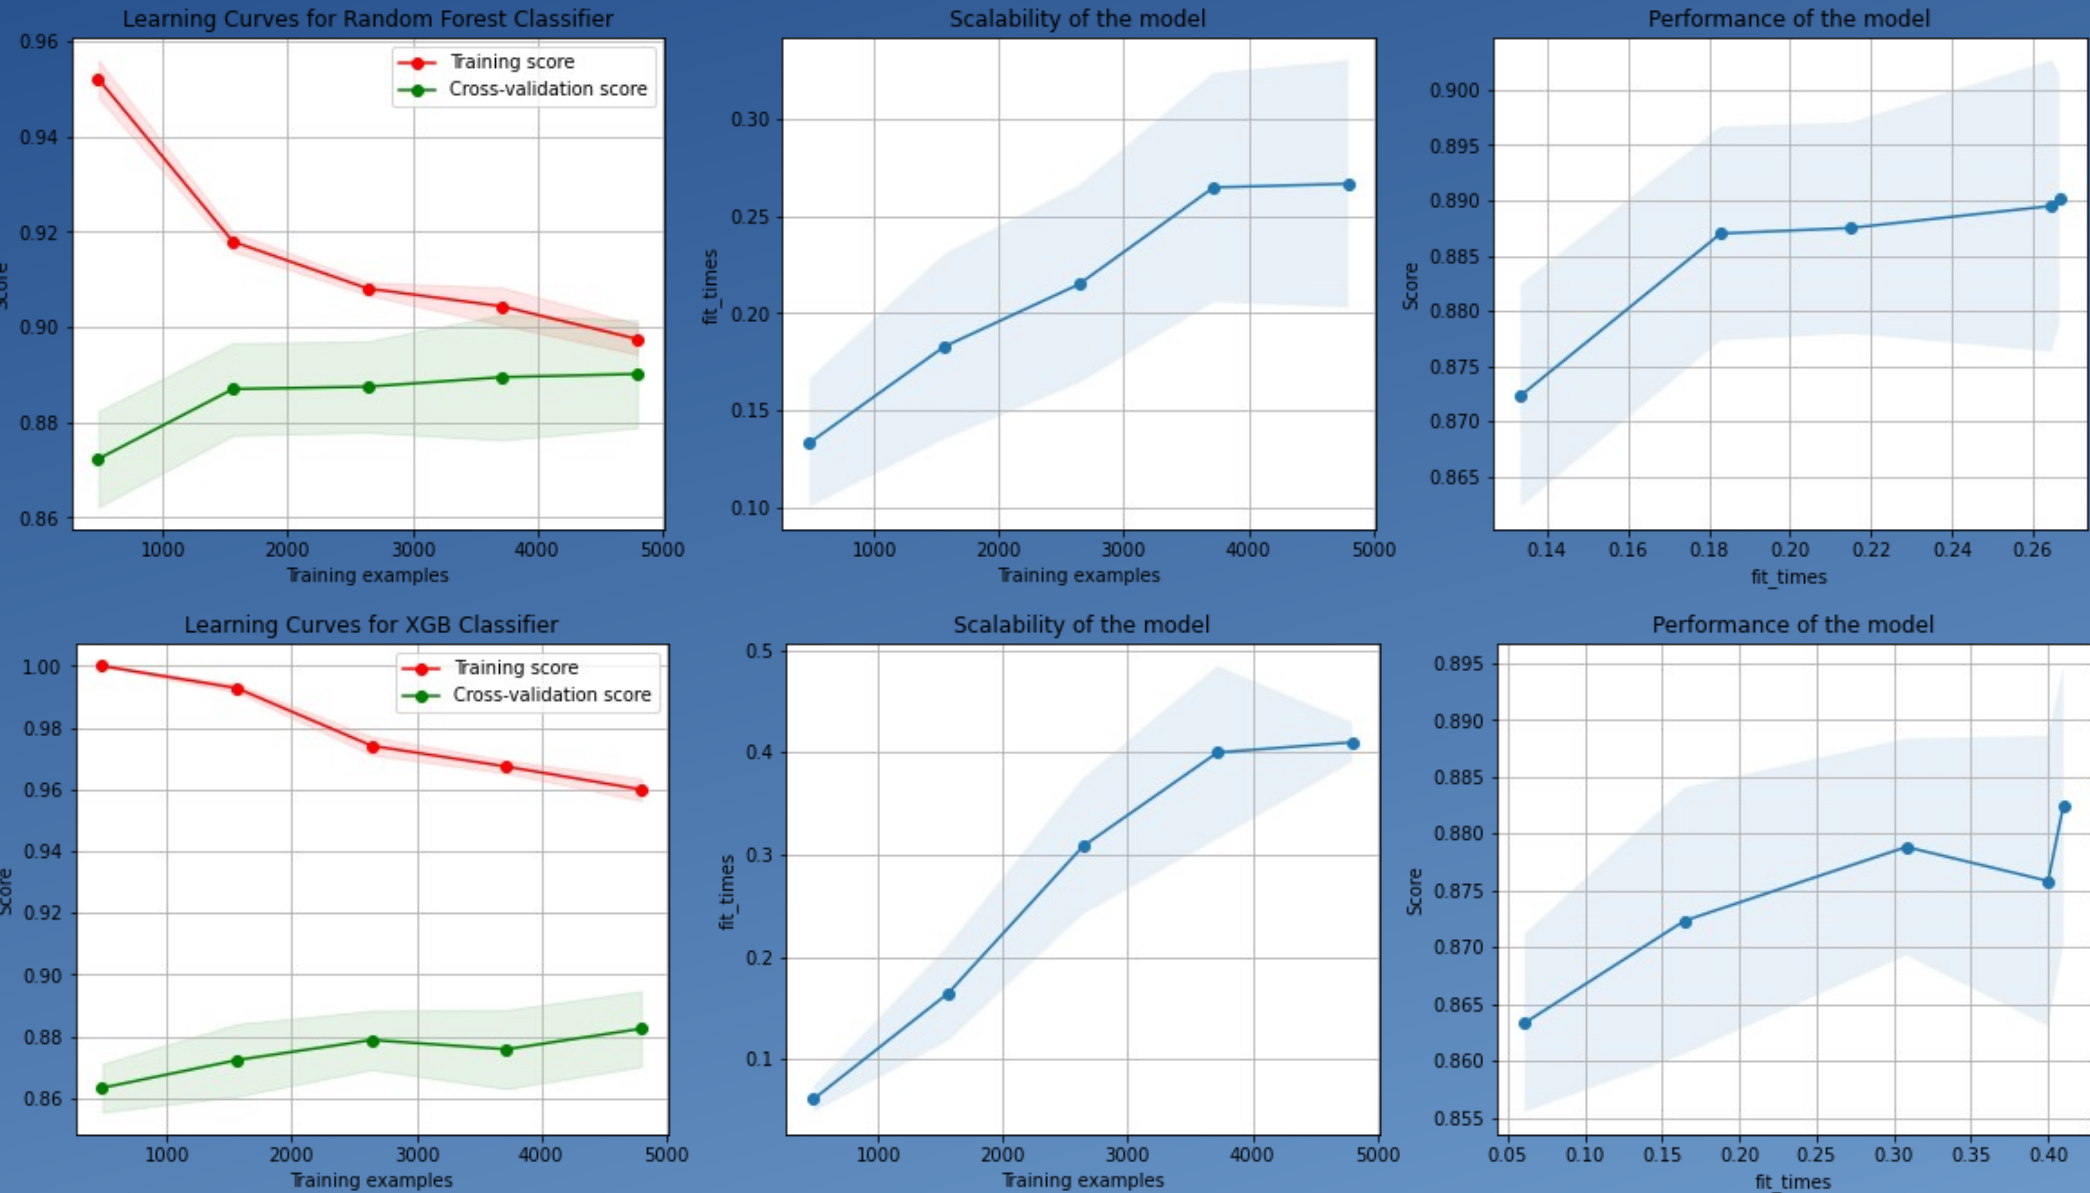 Learning Curves for Random Forest Classifier
0.96
0.94
0.92
0.90
0.88
0.86
Score
Training score
Cross-validation score
1000 2000 3000 4000 5000
Training examples
Scalability of the model
0.30
0.25
0.20
0.15
0.10
fit_times
1000 2000 3000 4000 5000
Training examples
Performance of the model
0.900
0.895
0.890
0.885
0.880
0.875
0.870
0.865
Score
0.14 0.16 0.18 0.20 0.22 0.24 0.26
fit_times
Learning Curves for XGB Classifier
1.00
0.98
0.96
0.94
0.92
0.90
0.88
0.86
Score
Training score
Cross-validation score
1000 2000 3000 4000 5000
Training examples
Scalability of the model
0.5
0.4
0.3
0.2
0.1
fit_times
1000 2000 3000 4000 5000
Training examples
Performance of the model
0.895
0.890
0.885
0.880
0.875
0.870
0.865
0.860
0.855
Score
0.05 0.10 0.15 0.20 0.25 0.30 0.35 0.40
fit_times